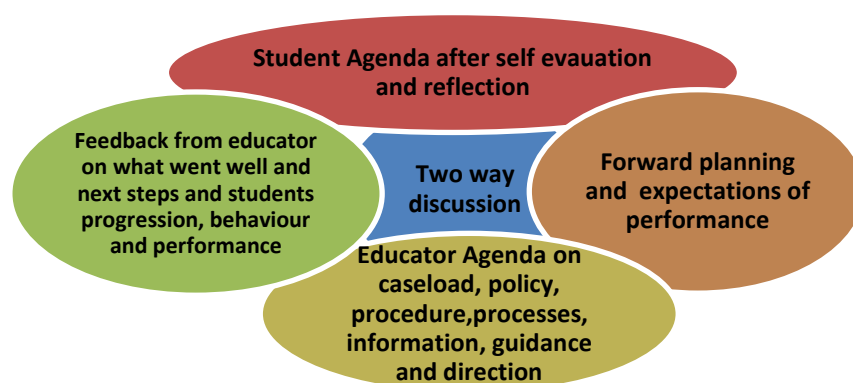 Student Agenda after self evauation
and reflection
Feedback from educator
on what went well and
next steps and students
progression, behaviour
and performance
Two way
discussion
Forward planning
and expectations of
performance
Educator Agenda on
caseload, policy,
procedure,processes,
information, guidance
and direction